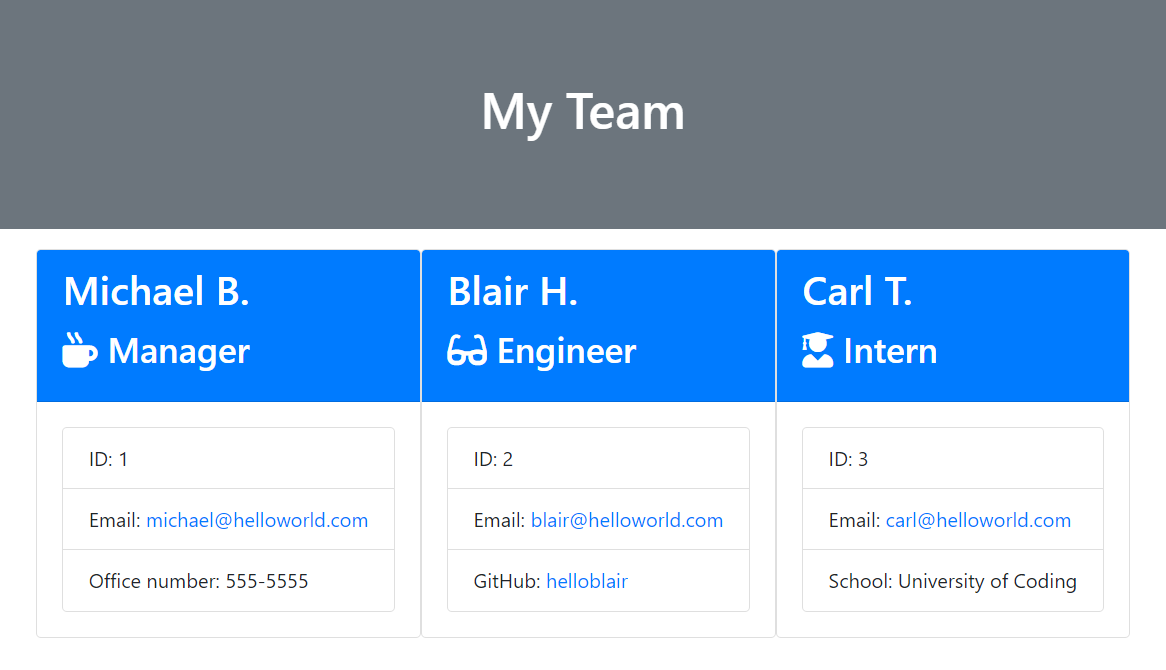 My Team
Michael B.
Manager
ID: 1
Email: michael@helloworld.com
Office number: 555-5555
Blair H.
Engineer
ID: 2
Email: blair@helloworld.com
GitHub: helloblair
Carl T.
Intern
ID: 3
Email: carl@helloworld.com
School: University of Coding